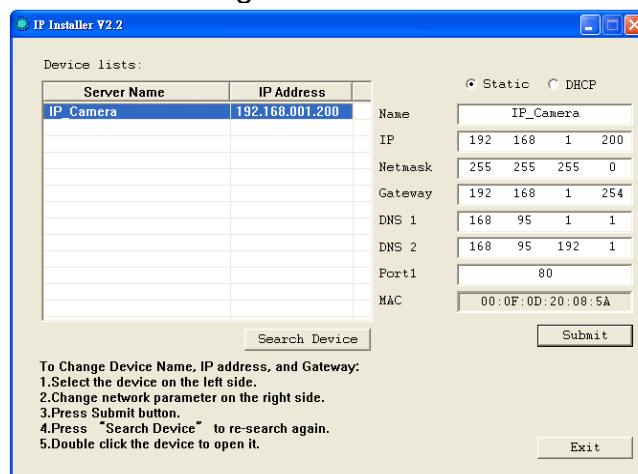 IP Installer V2.2
Device lists:
Server Name IP Address
IP_Camera 192.168.001.200
Static DHCP
Name IP_Camera
IP 192 168 1 200
Netmask 255 255 255 0
Gateway 192 168 1 254
DNS 1 168 95 1 1
DNS 2 168 95 192 1
Port1 80
MAC 00:0F:0D:20:08:5A
Search Device
Submit
To Change Device Name, IP address, and Gateway:
1.Select the device on the left side.
2.Change network parameter on the right side.
3.Press Submit button.
4.Press “Search Device” to re-search again.
5.Double click the device to open it.
Exit